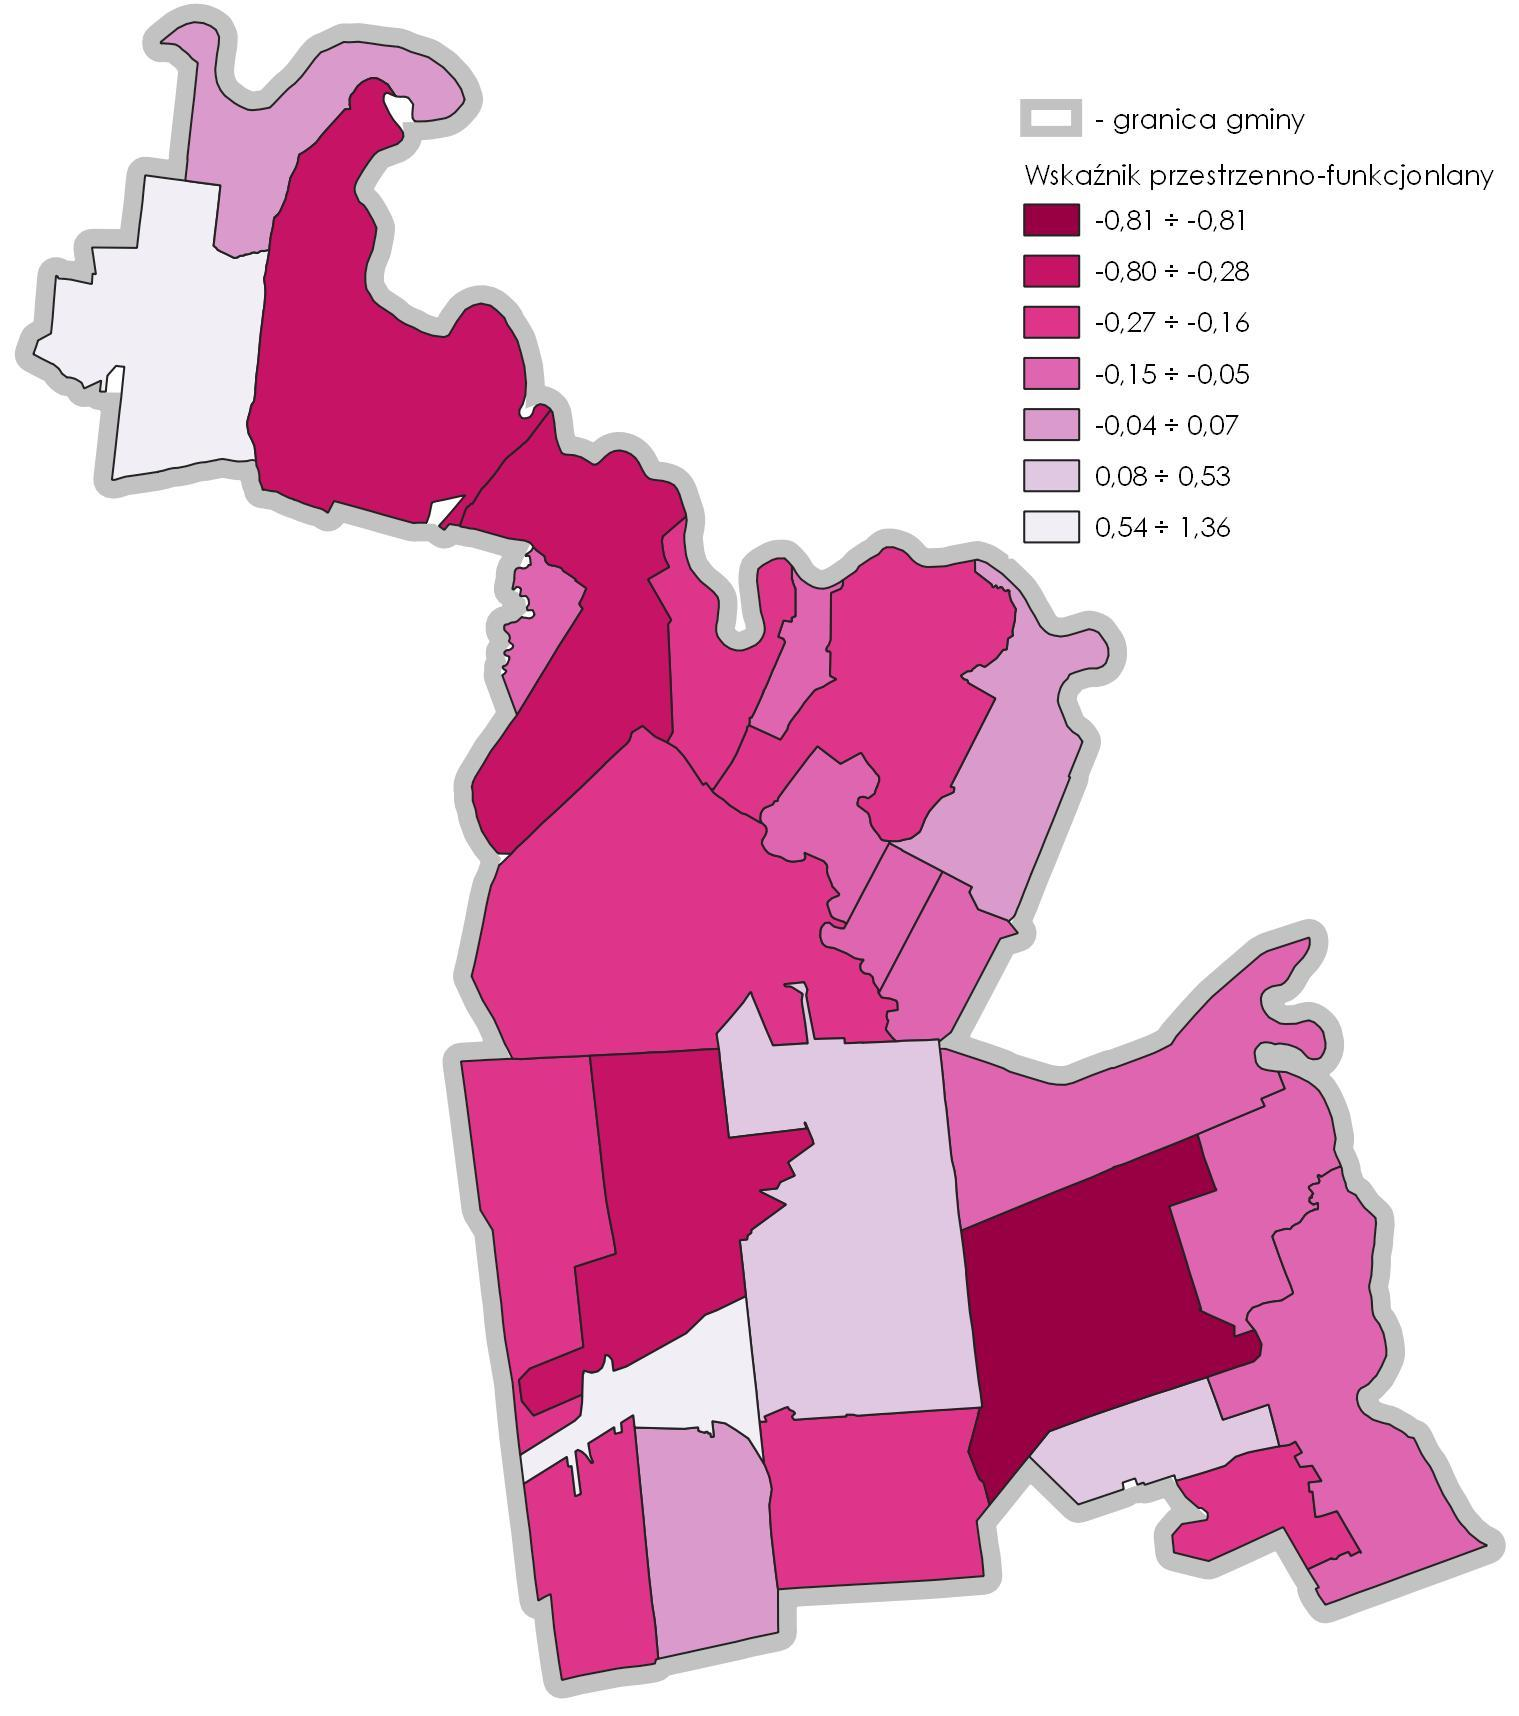 - granica gminy
Wskaźnik przestrzenno-funkcjonlany
-0,81 ÷ -0,81
-0,80 ÷ -0,28
-0,27 ÷ -0,16
-0,15 ÷ -0,05
-0,04 ÷ 0,07
0,08 ÷ 0,53
0,54 ÷ 1,36